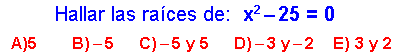 Hallar las raíces de: x² – 25 = 0
A)5 B) – 5 C) – 5 y 5 D) – 3 y – 2 E) 3 y 2